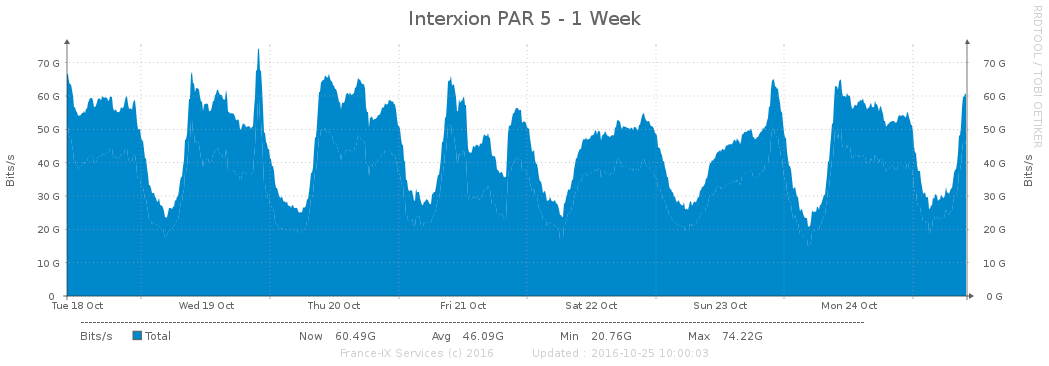 Interxion PAR 5 - 1 Week
RRDTOOL / TOBI OETIKER
Bits/s
70 G 70 G
60 G 60 G
50 G 50 G
40 G 40 G
30 G 30 G
20 G 20 G
10 G 10 G
0 0 G
Bits/s
Tue 18 Oct Wed 19 Oct Thu 20 Oct Fri 21 Oct Sat 22 Oct Sun 23 Oct Mon 24 Oct
Bits/s Total Now 60.49G Avg 46.09G Min 20.76G Max 74.22G
France-IX Services (c) 2016 Updated : 2016-10-25 10:00:03